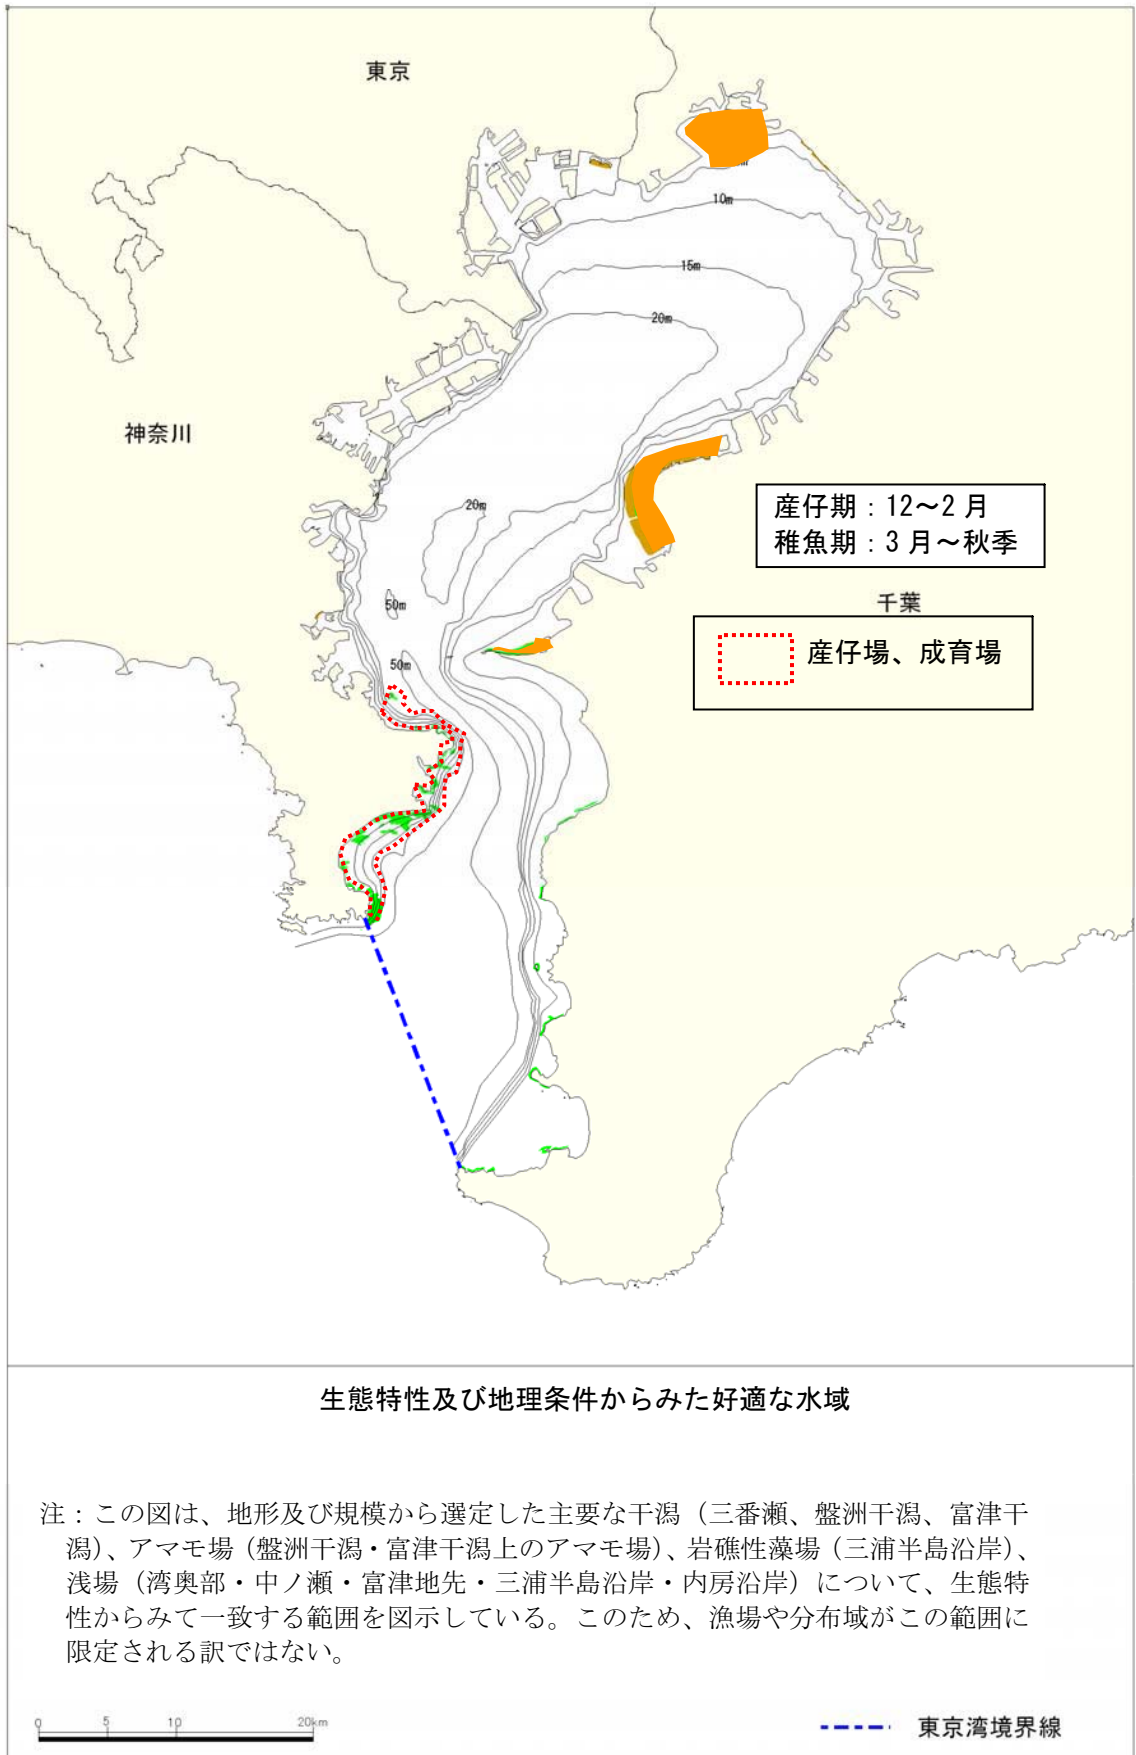 東京
10m
15m
20m
神奈川
20m
産仔期：12～2 月
稚魚期：3 月～秋季
50m
千葉
産仔場、成育場
50m
生態特性及び地理条件からみた好適な水域
注：この図は、地形及び規模から選定した主要な干潟（三番瀬、盤洲干潟、富津干
潟）、アマモ場（盤洲干潟・富津干潟上のアマモ場）、岩礁性藻場（三浦半島沿岸）、
浅場（湾奥部・中ノ瀬・富津地先・三浦半島沿岸・内房沿岸）について、生態特
性からみて一致する範囲を図示している。このため、漁場や分布域がこの範囲に
限定される訳ではない。
0 5 10 20km
東京湾境界線